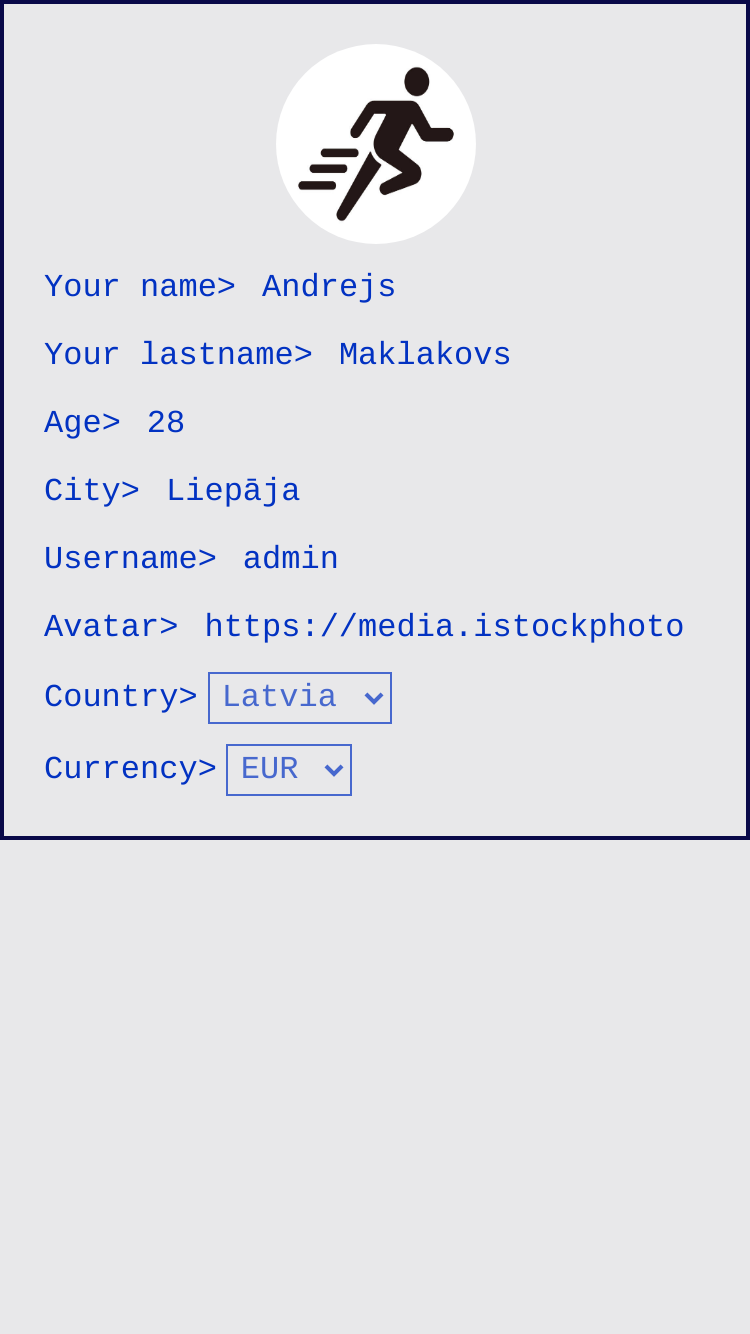 Your name> Andrejs
Your lastname> Maklakovs
Age> 28
City> Liepāja
Username> admin
Avatar> https://media.istockphoto
Country> Latvia
Currency> EUR